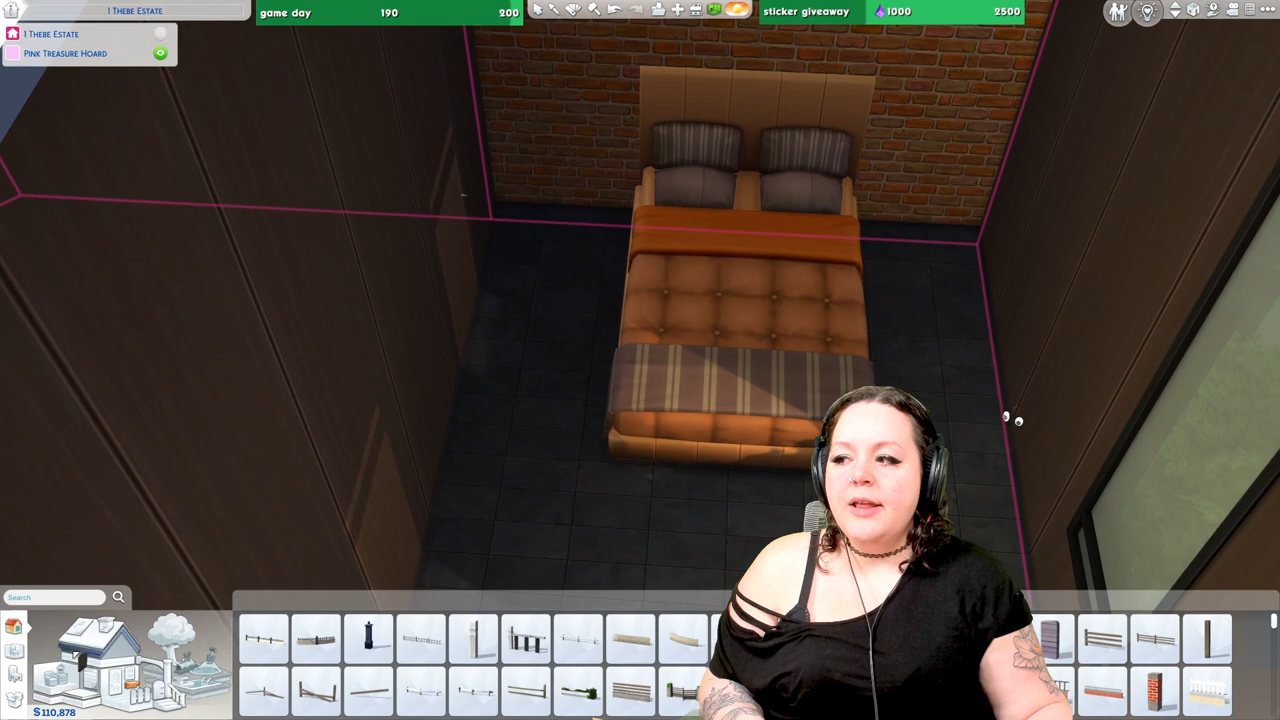 1 Thebe Estate
game day 190 200
sticker giveaway 1000 2500
1 Thebe Estate
Pink Treasure Hoard
Search
§110,878